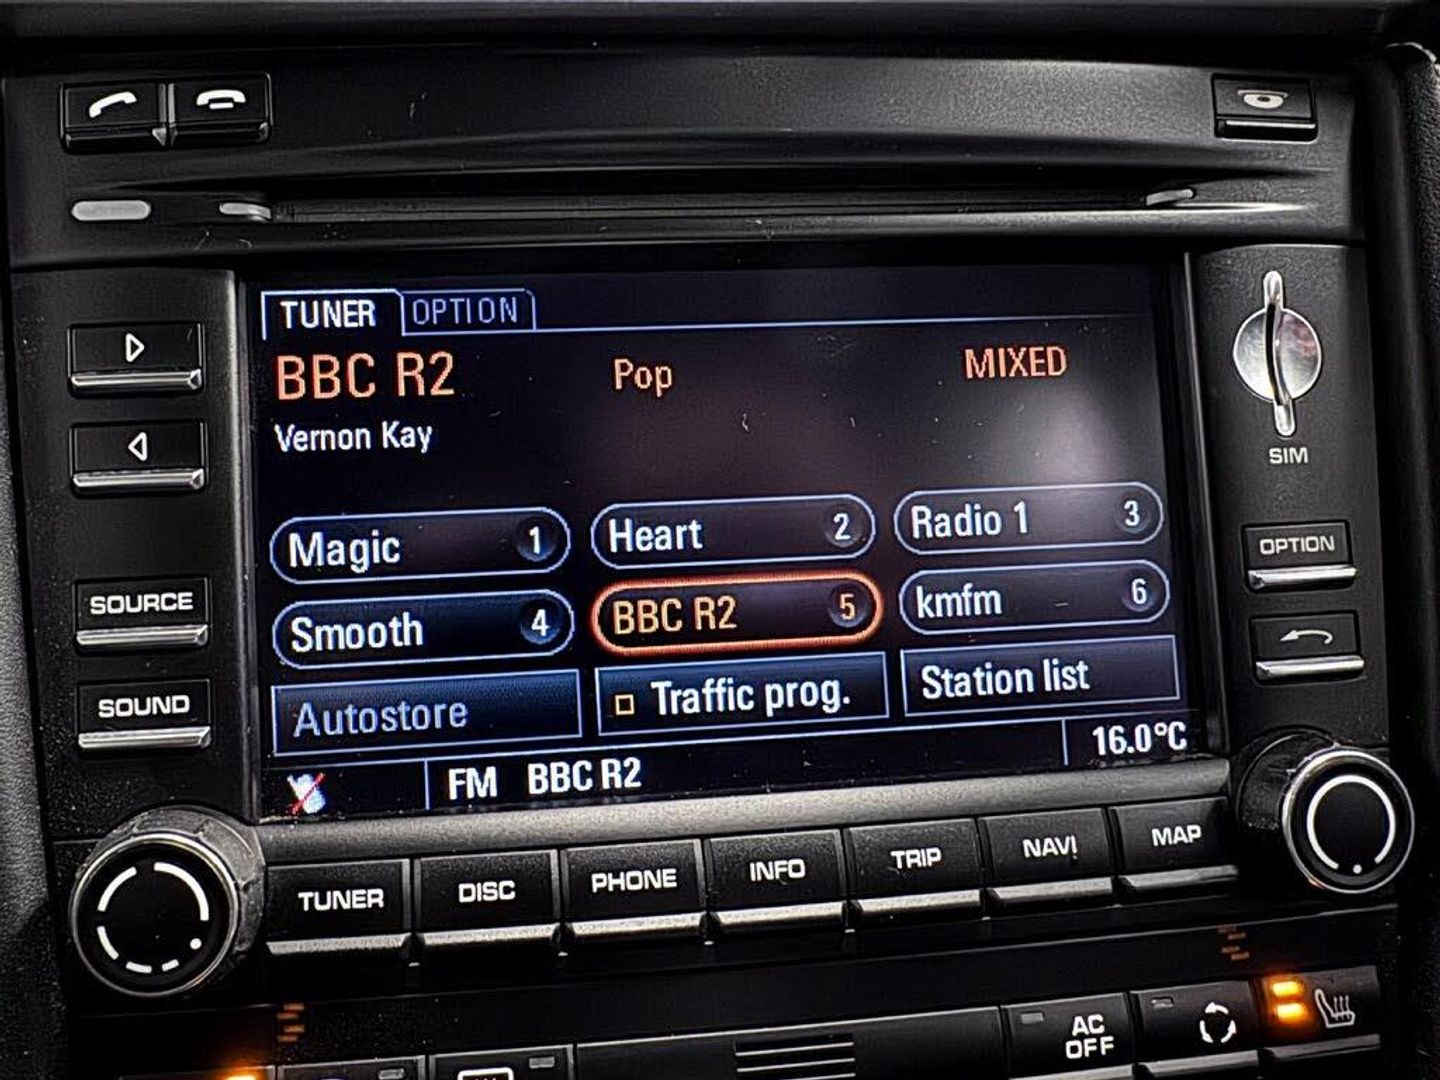 TUNER OPTION
BBC R2 Pop MIXED
Vernon Kay
Magic 1 Heart 2 Radio 1 3
Smooth 4 BBC R2 5 kmfm 6
Autostore Traffic prog. Station list
FM BBC R2 16.0°C
SOURCE
SOUND
SIM
OPTION
TUNER DISC PHONE INFO TRIP NAVI MAP
AC
OFF